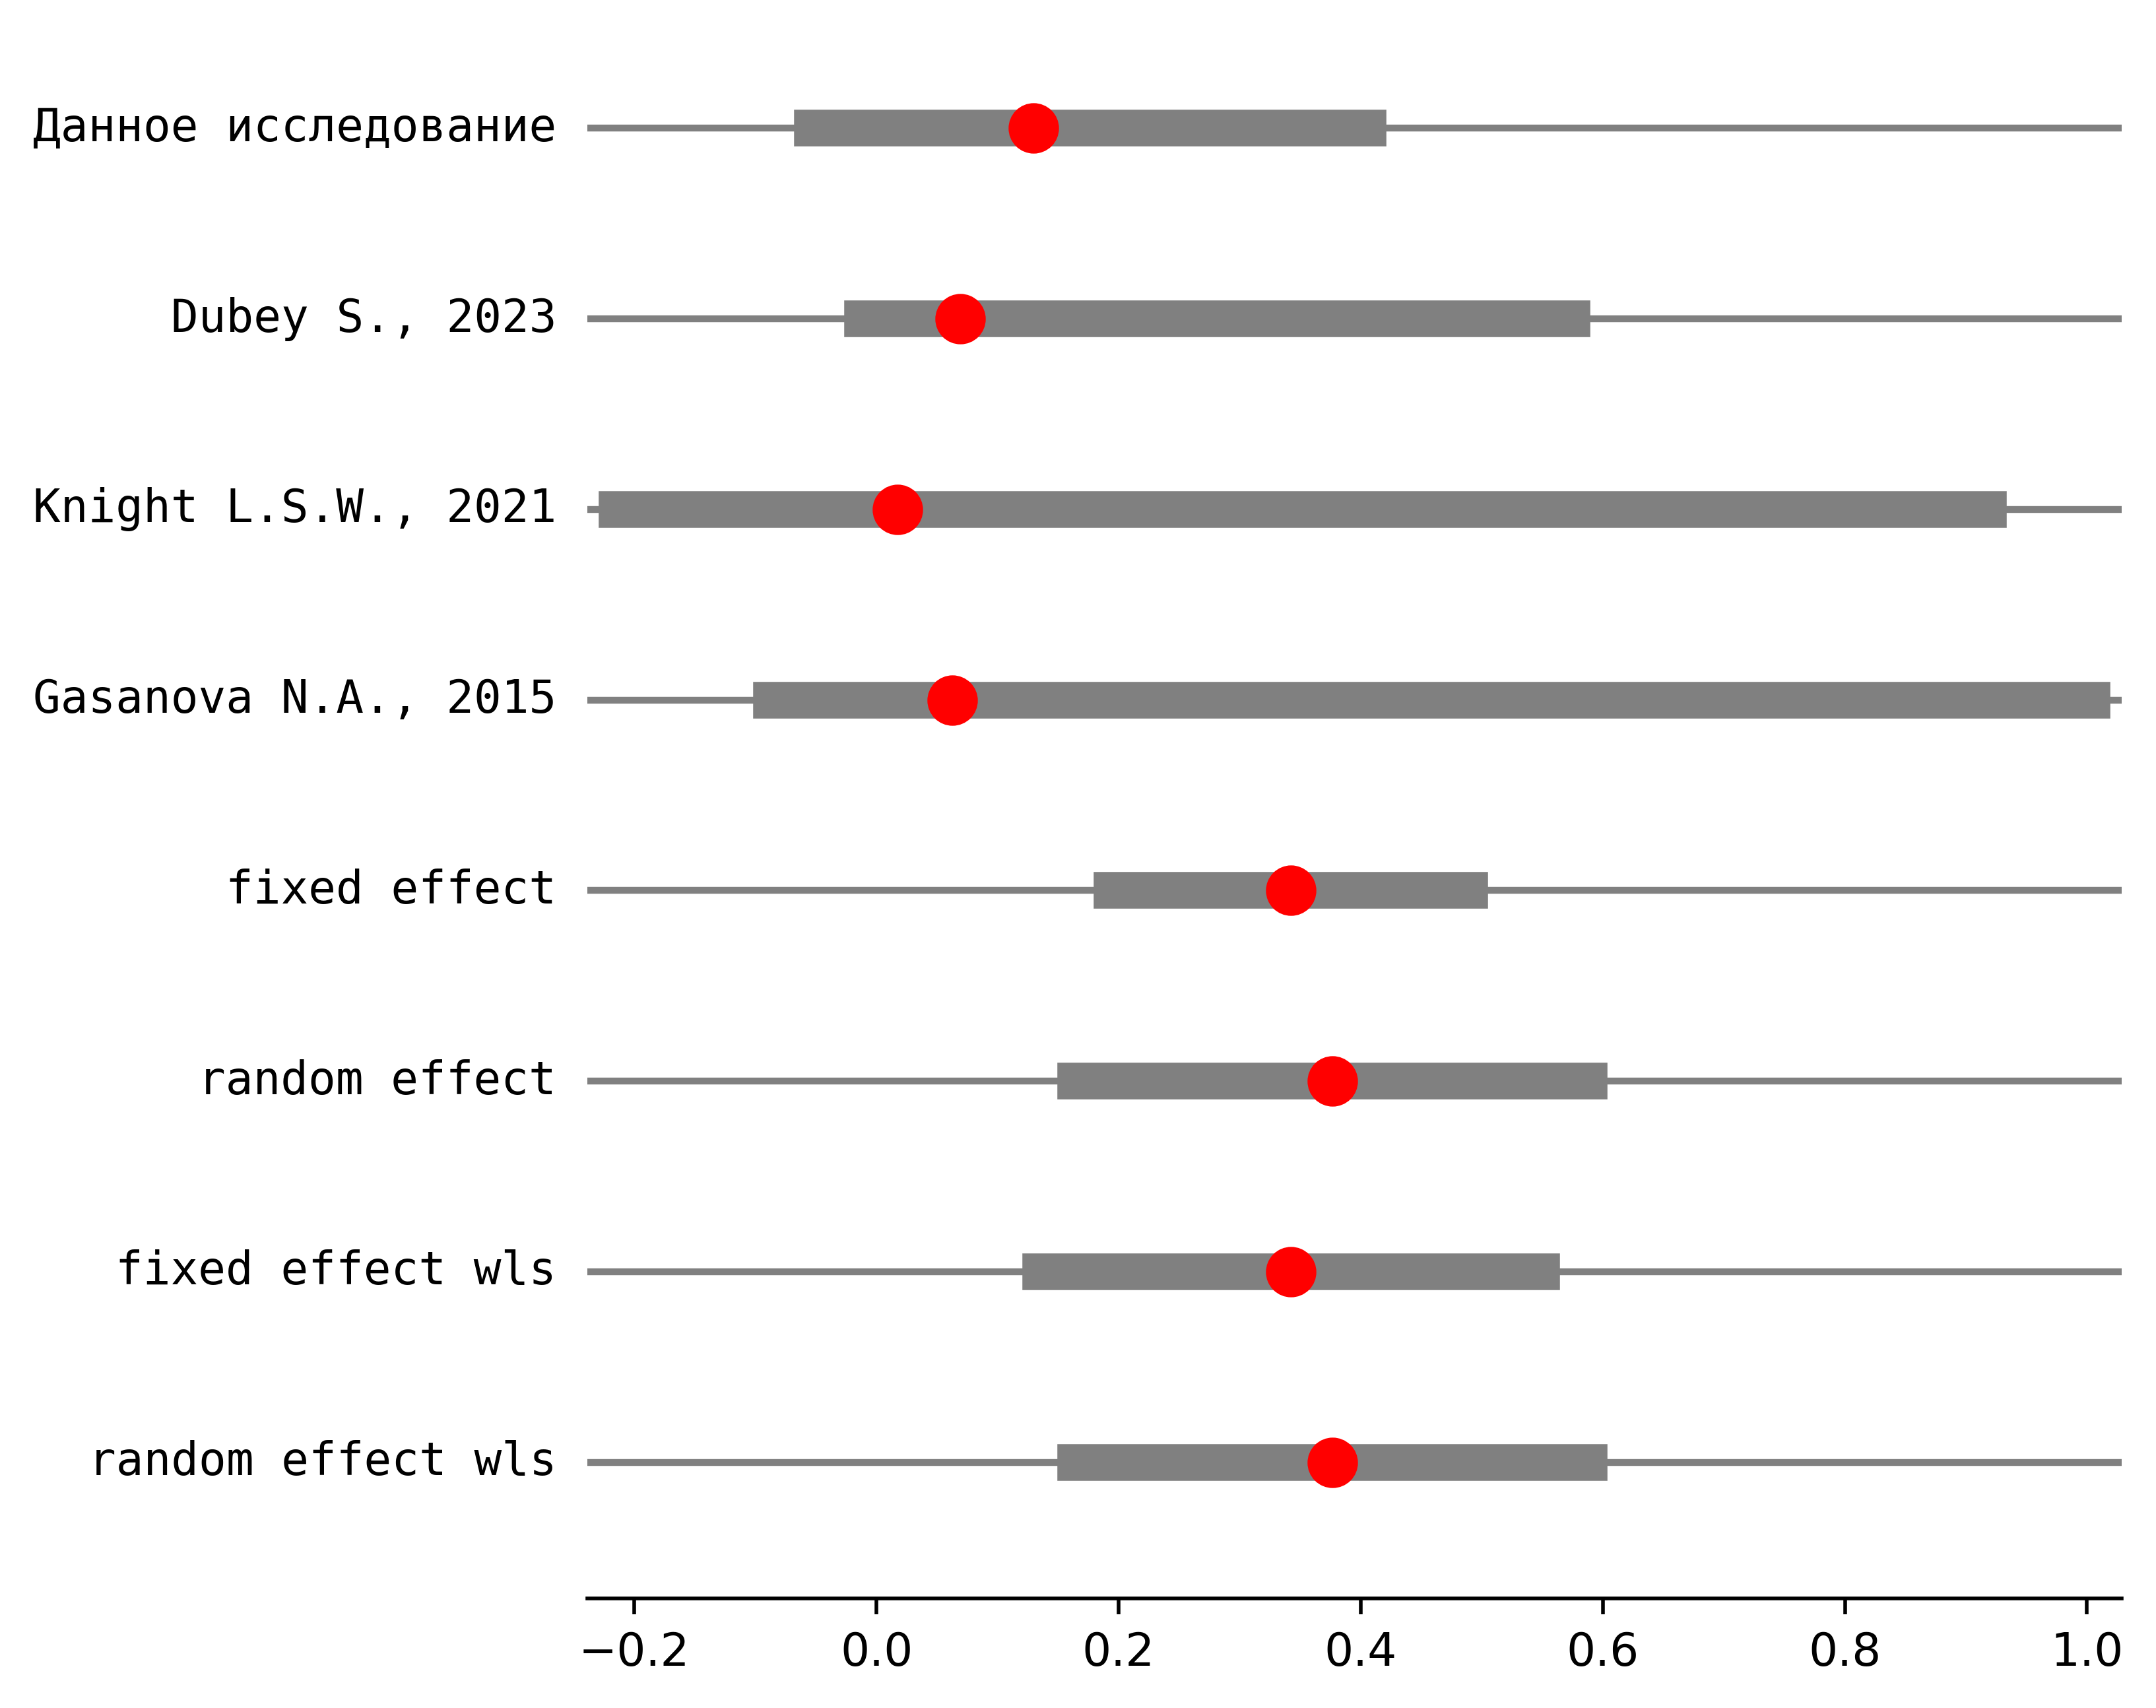 Данное исследование
Dubey S., 2023
Knight L.S.W., 2021
Gasanova N.A., 2015
fixed effect
random effect
fixed effect wls
random effect wls
−0.2 0.0 0.2 0.4 0.6 0.8 1.0